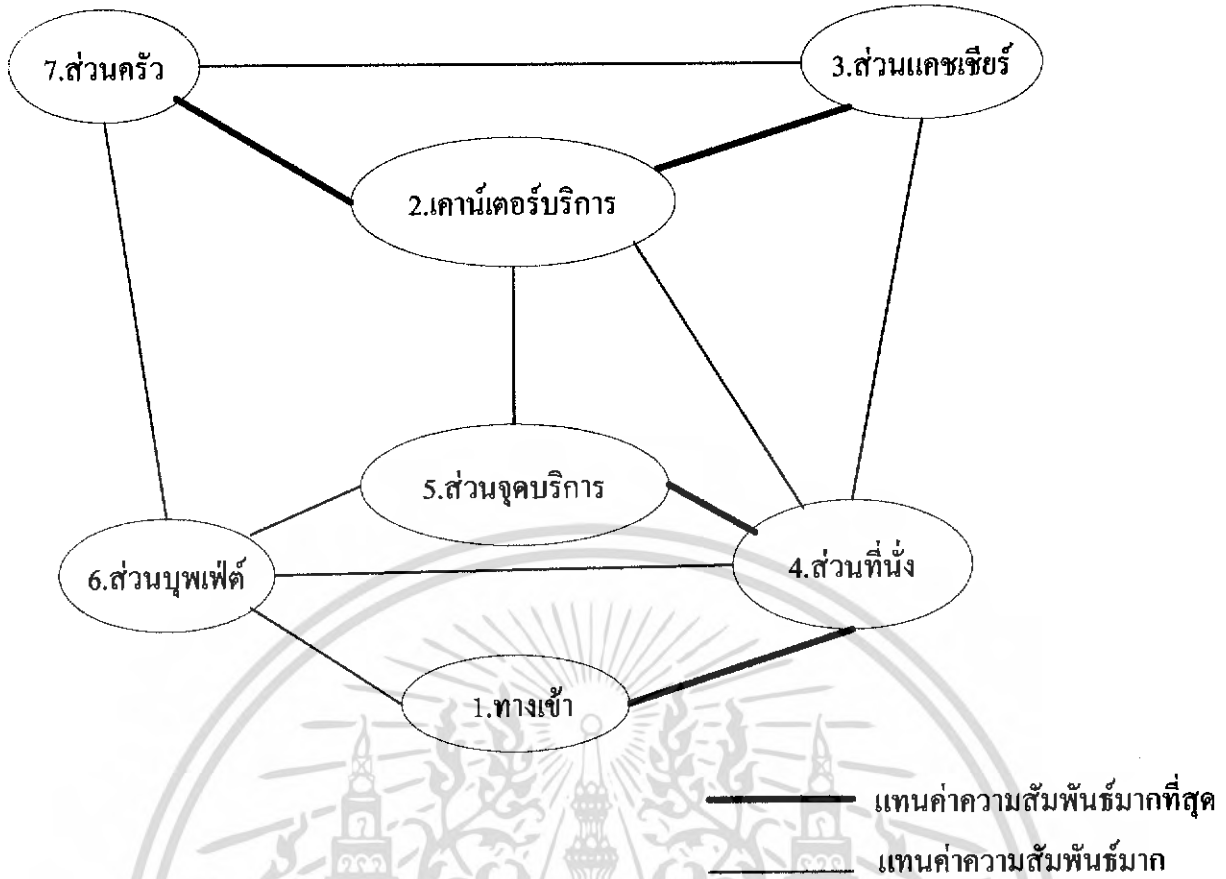 7.ส่วนครัว
3.ส่วนแคชเชียร์
2.เคาน์เตอร์บริการ
5.ส่วนจุดบริการ
6.ส่วนบุพเฟ่ต์
4.ส่วนที่นั่ง
1.ทางเข้า
แทนค่าความสัมพันธ์มากที่สุด
แทนค่าความสัมพันธ์มาก